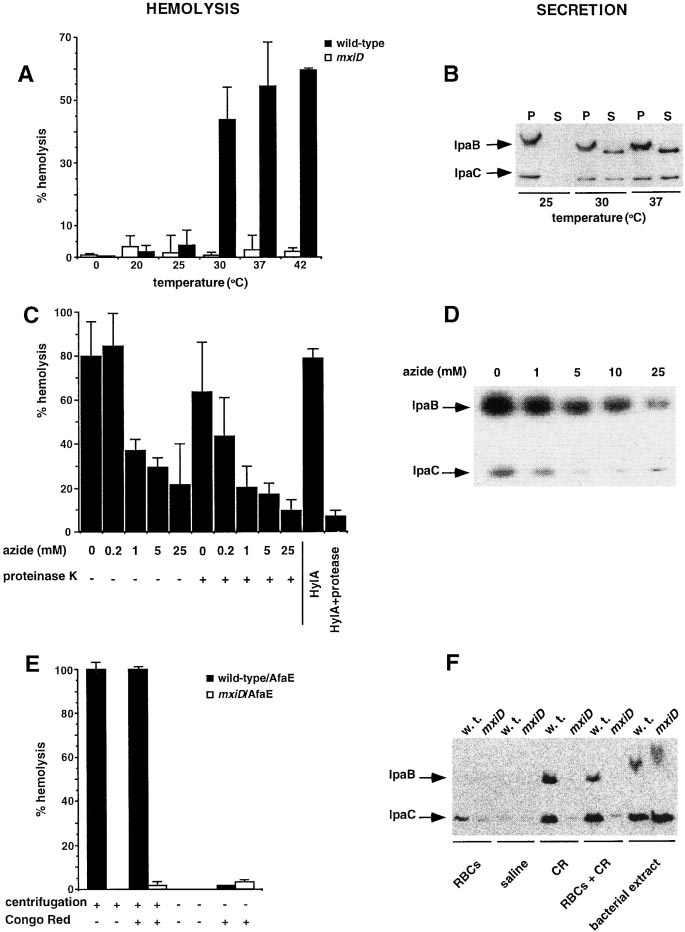 HEMOLYSIS
SECRETION
A
wild-type
mxiD
70
50
30
10
0
% hemolysis
0 20 25 30 37 42
temperature (°C)
B
P S P S P S
IpaB
IpaC
25 30 37
temperature (°C)
C
100
80
60
40
20
0
% hemolysis
azide (mM) 0 0.2 1 5 25 0 0.2 1 5 25
proteinase K - - - - - + + + + +
HylA
HylA+protease
D
azide (mM) 0 1 5 10 25
IpaB
IpaC
E
wild-type/AfaE
mxiD/AfaE
100
80
60
40
20
0
% hemolysis
centrifugation + + + + - - - -
Congo Red - - + + - - + +
F
w. t. mxiD w. t. mxiD w. t. mxiD w. t. mxiD w. t. mxiD
IpaB
IpaC
RBCs
saline
CR
RBCs + CR
bacterial extract